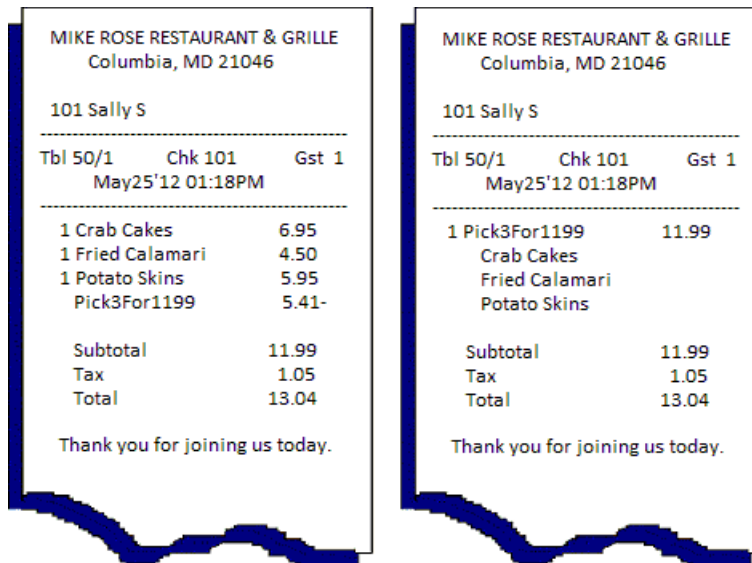 MIKE ROSE RESTAURANT & GRILLE
Columbia, MD 21046
101 Sally S
----------------------------------------------
Tbl 50/1 Chk 101 Gst 1
May25'12 01:18PM
----------------------------------------------
1 Crab Cakes 6.95
1 Fried Calamari 4.50
1 Potato Skins 5.95
Pick3For1199 5.41-
Subtotal 11.99
Tax 1.05
Total 13.04
Thank you for joining us today.
MIKE ROSE RESTAURANT & GRILLE
Columbia, MD 21046
101 Sally S
----------------------------------------------
Tbl 50/1 Chk 101 Gst 1
May25'12 01:18PM
----------------------------------------------
1 Pick3For1199 11.99
Crab Cakes
Fried Calamari
Potato Skins
Subtotal 11.99
Tax 1.05
Total 13.04
Thank you for joining us today.